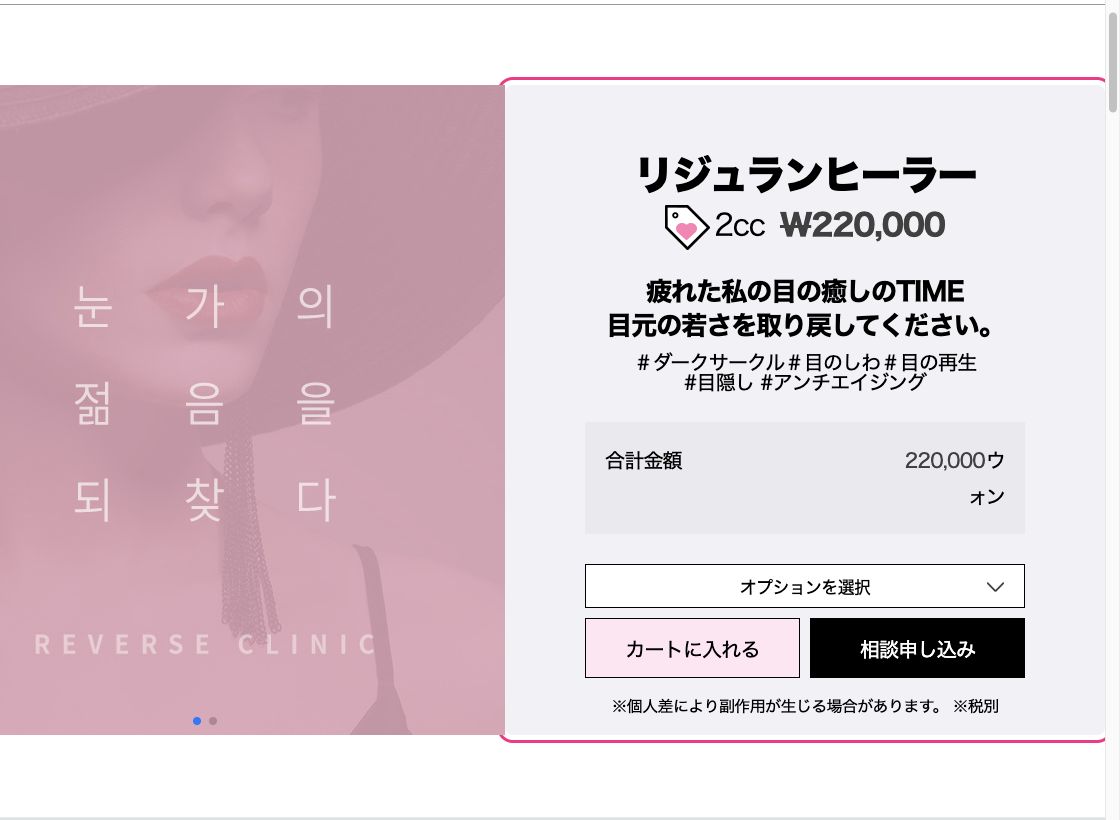 눈 가 의
젊 음 을
되 찾 다
REVERSE CLINIC
リジュランヒーラー
2cc ₩220,000
疲れた私の目の癒しのTIME
目元の若さを取り戻してください。
# ダークサークル # 目のしわ # 目の再生
#目隠し #アンチエイジング
合計金額 220,000ウ
ォン
オプションを選択
カートに入れる 相談申し込み
※個人差により副作用が生じる場合があります。 ※税別